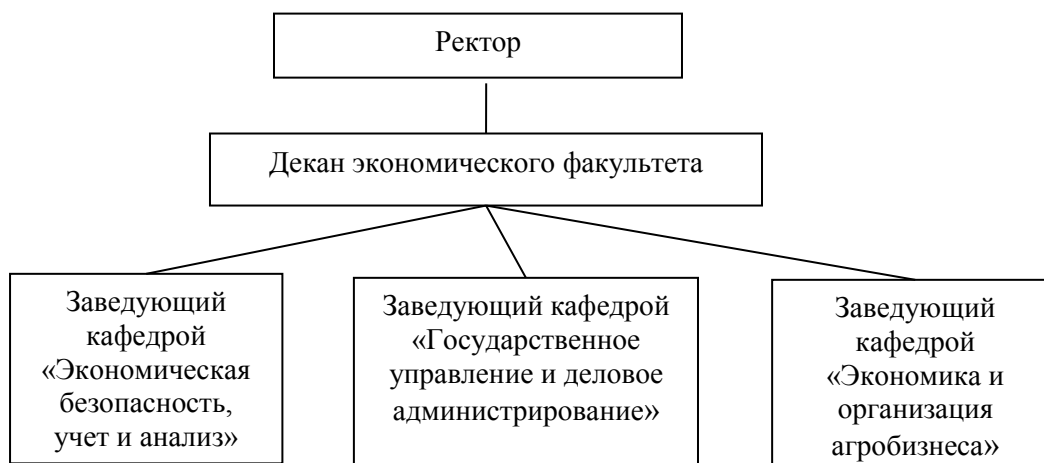 Ректор
Декан экономического факультета
Заведующий
кафедрой
«Экономическая
безопасность,
учет и анализ»
Заведующий кафедрой
«Государственное
управление и деловое
администрирование»
Заведующий
кафедрой
«Экономика и
организация
агробизнеса»